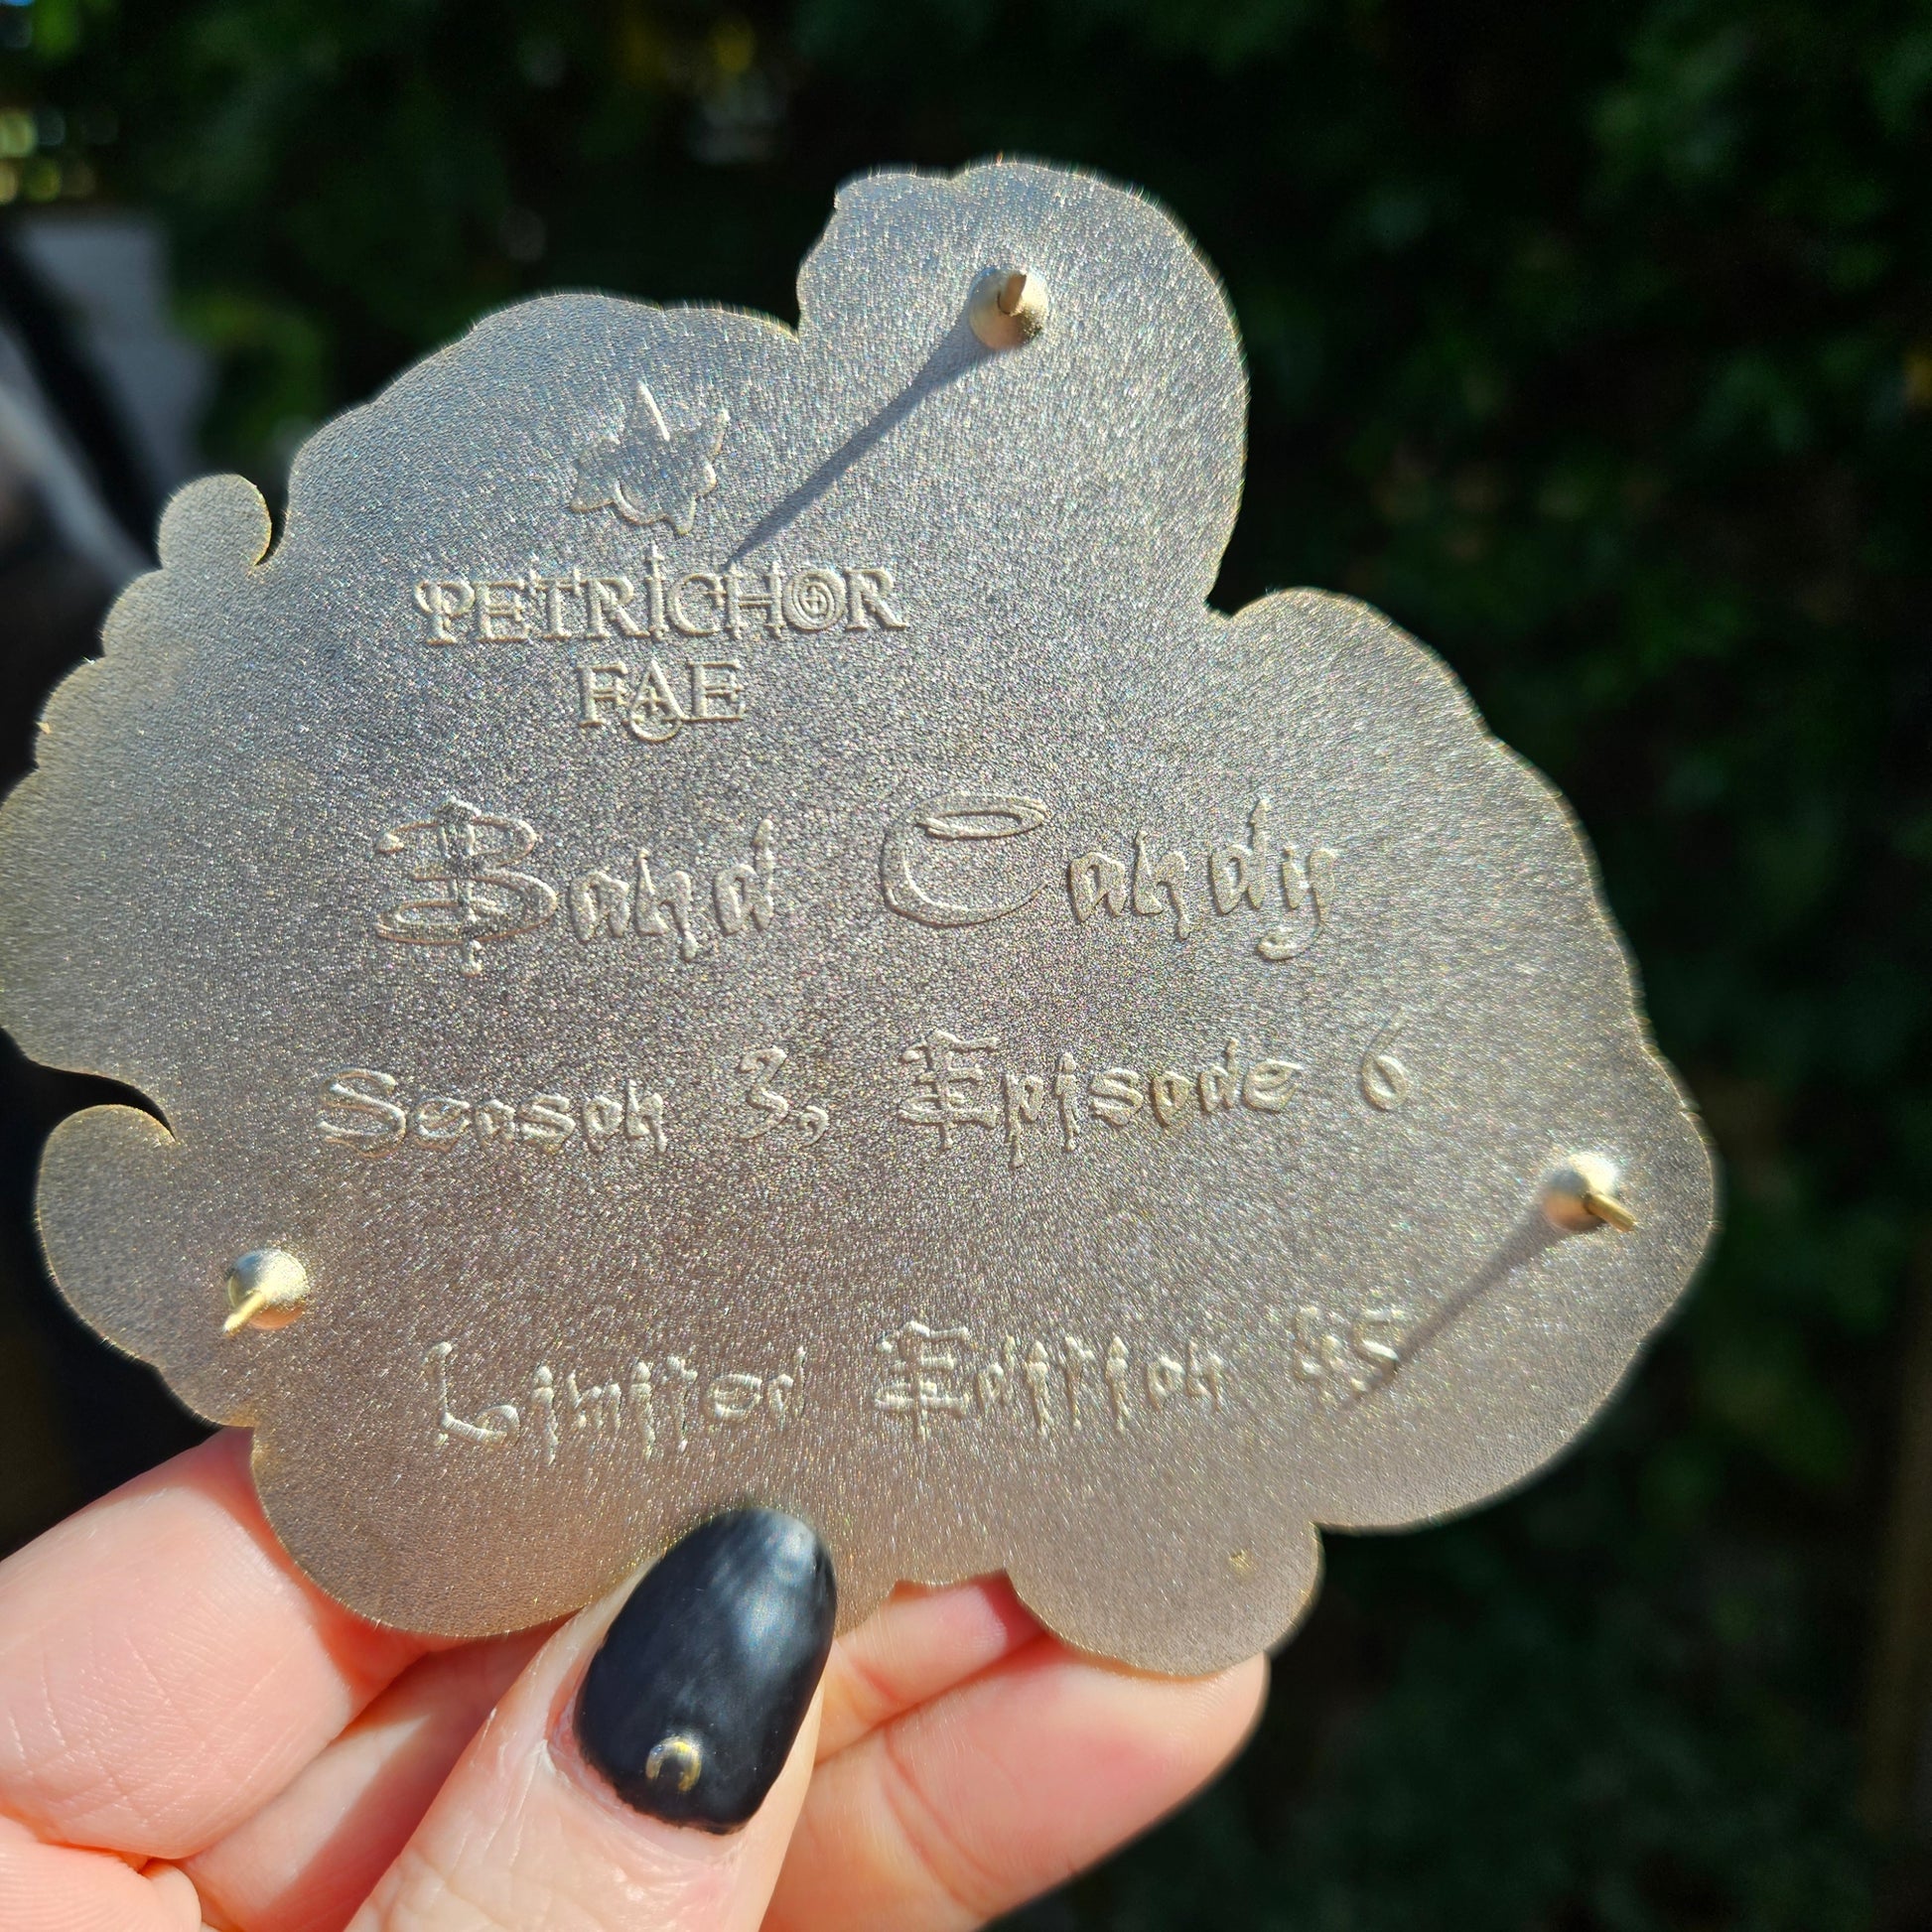 PETRICHOR
FAE
Band Candy
Season 3, Episode 6
Limited Edition 45